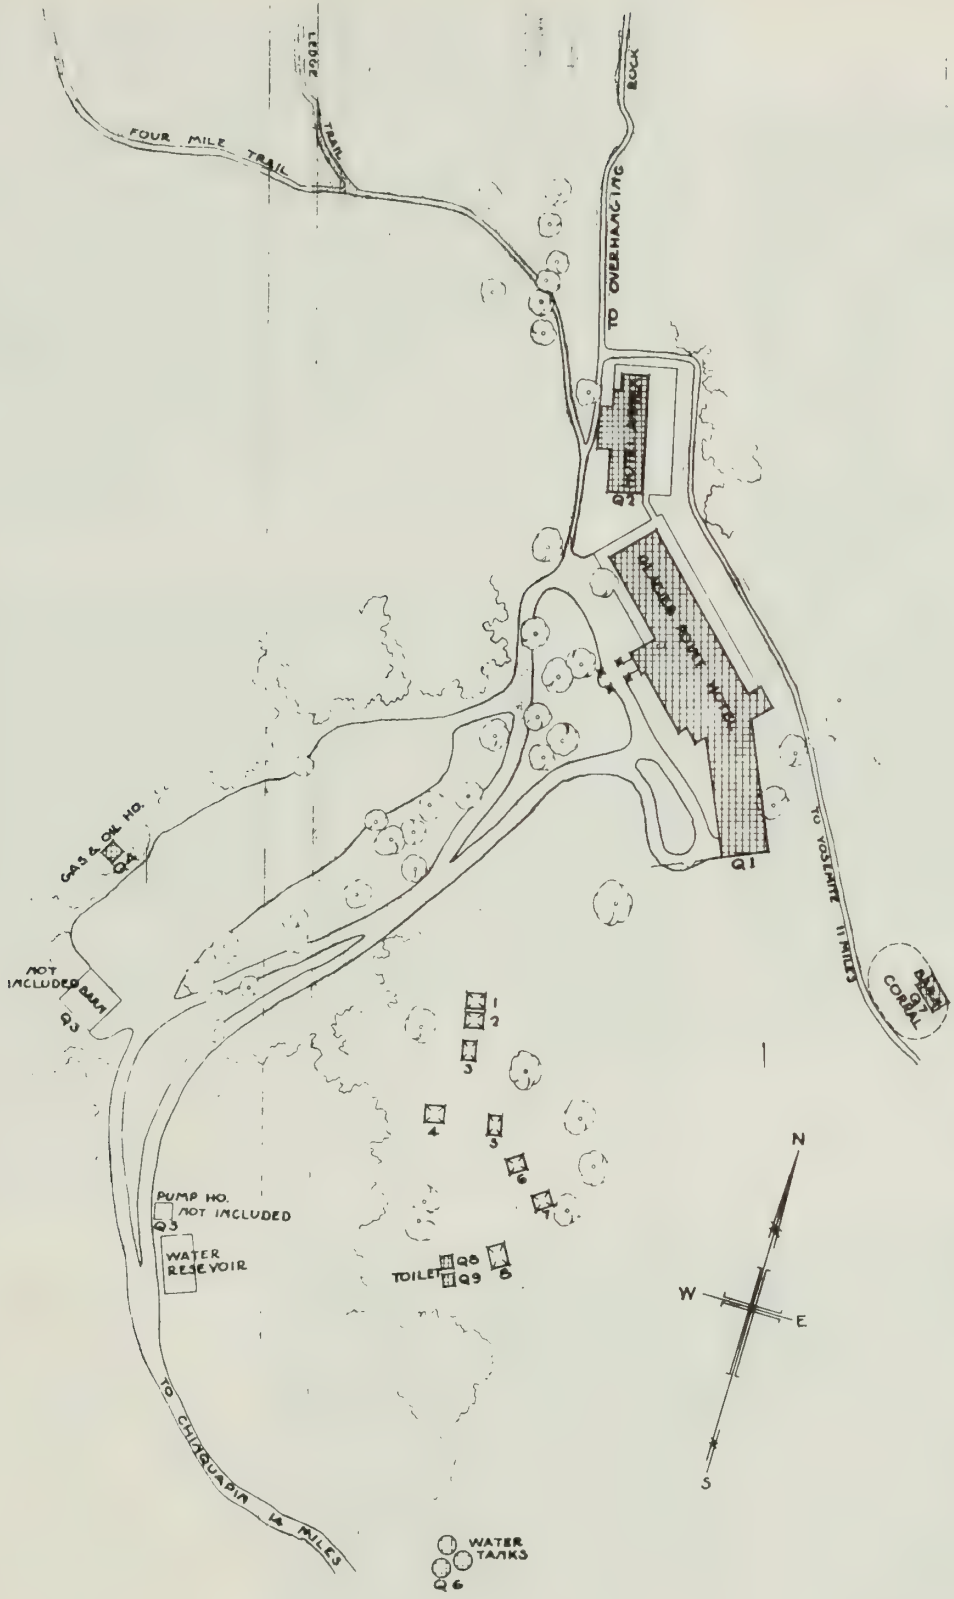 LEDGE
TRAIL
FOUR MILE TRAIL
TO OVERHANGING ROCK
HOTEL ANNEX
Q2
GLACIER POINT HOTEL
Q1
GAS & OIL HO.
Q4
NOT
INCLUDED
BARN
Q3
TO YOSEMITE 11 MILES
BARN
Q7
CORRAL
1
2
3
4
5
6
7
8
PUMP HO.
NOT INCLUDED
Q5
WATER
RESEVOIR
TOILET
Q8
Q9
N
W
E
S
TO CHINQUAPIN 14 MILES
WATER
TANKS
Q6